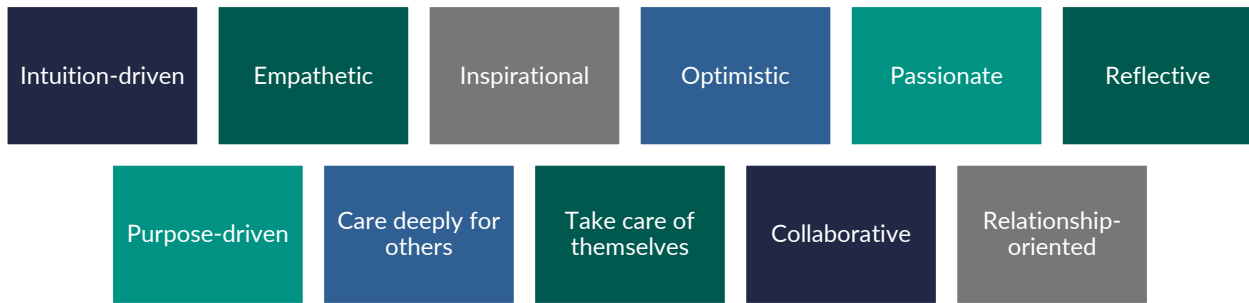 Intuition-driven
Empathetic
Inspirational
Optimistic
Passionate
Reflective
Purpose-driven
Care deeply for
others
Take care of
themselves
Collaborative
Relationship-
oriented